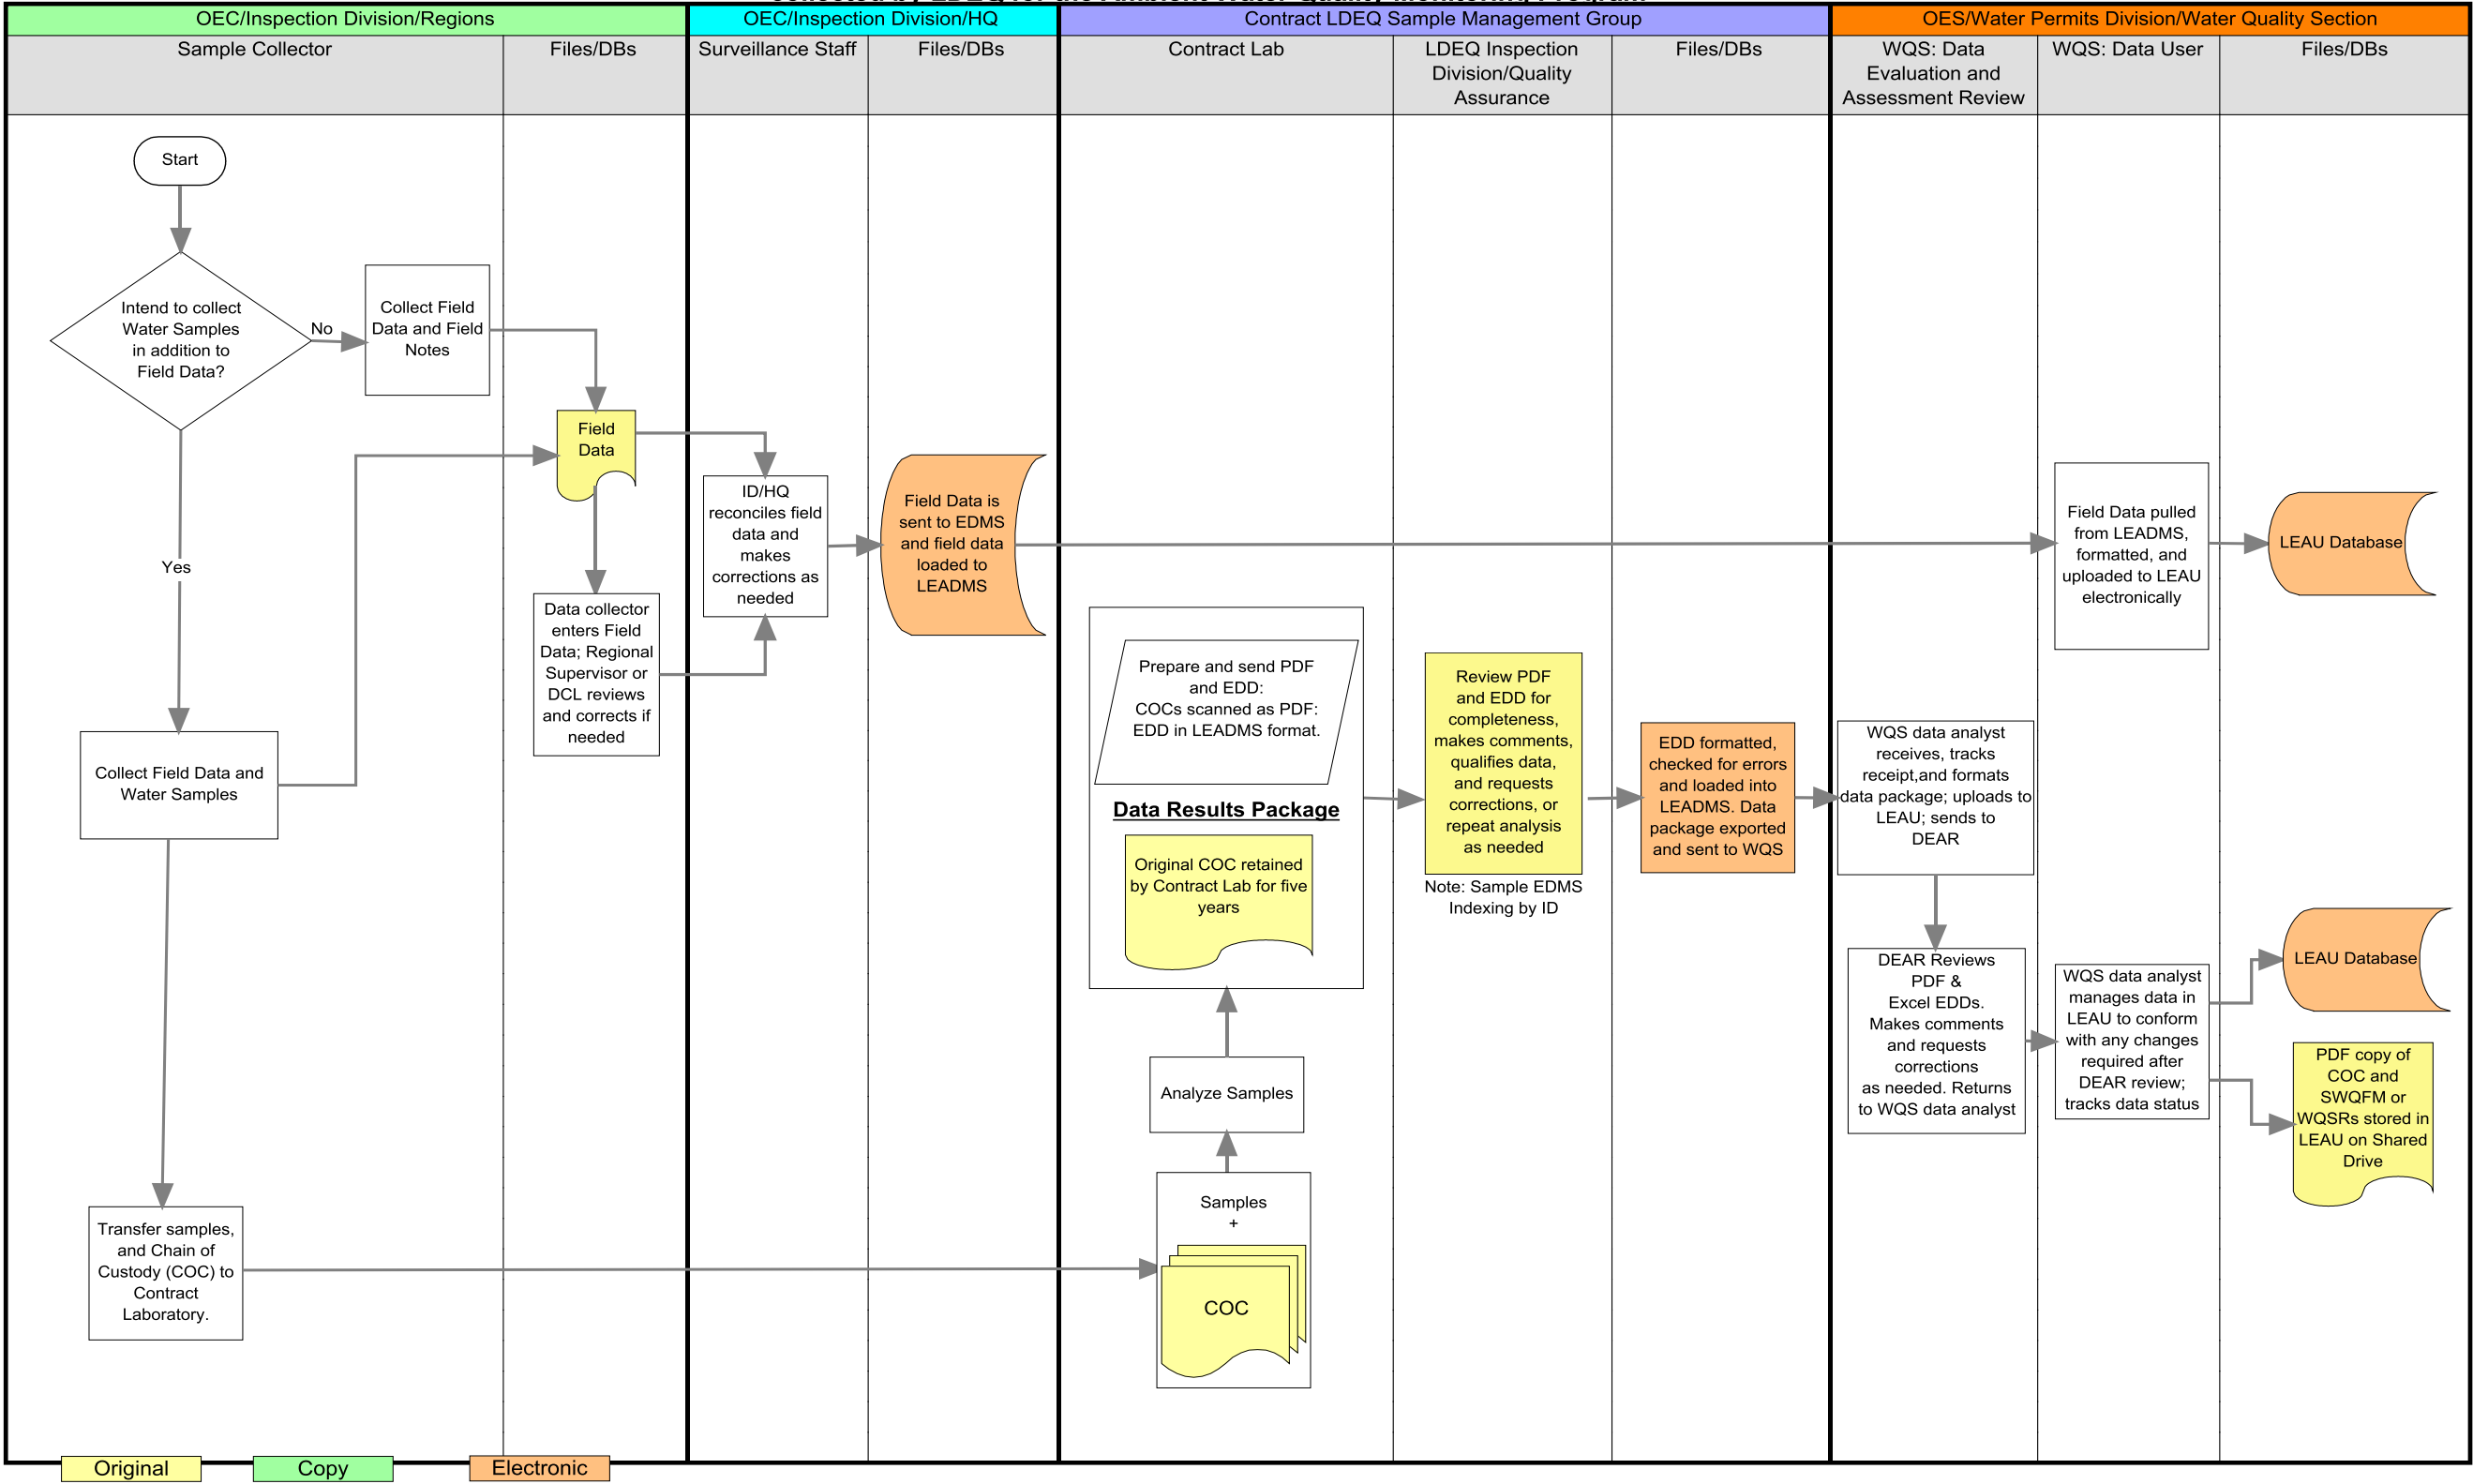 collected by LDEQ for the Ambient Water Quality Monitoring Program
OEC/Inspection Division/Regions
OEC/Inspection Division/HQ
Contract LDEQ Sample Management Group
OES/Water Permits Division/Water Quality Section
Sample Collector
Files/DBs
Surveillance Staff
Files/DBs
Contract Lab
LDEQ Inspection
Division/Quality
Assurance
Files/DBs
WQS: Data
Evaluation and
Assessment Review
WQS: Data User
Files/DBs
Start
Intend to collect
Water Samples
in addition to
Field Data?
No
Collect Field
Data and Field
Notes
Yes
Field
Data
Data collector
enters Field
Data; Regional
Supervisor or
DCL reviews
and corrects if
needed
Collect Field Data and
Water Samples
Transfer samples,
and Chain of
Custody (COC) to
Contract
Laboratory.
ID/HQ
reconciles field
data and
makes
corrections as
needed
Field Data is
sent to EDMS
and field data
loaded to
LEADMS
Prepare and send PDF
and EDD:
COCs scanned as PDF:
EDD in LEADMS format.
Data Results Package
Original COC retained
by Contract Lab for five
years
Analyze Samples
Samples
+
COC
Review PDF
and EDD for
completeness,
makes comments,
qualifies data,
and requests
corrections, or
repeat analysis
as needed
Note: Sample EDMS
Indexing by ID
EDD formatted,
checked for errors
and loaded into
LEADMS. Data
package exported
and sent to WQS
WQS data analyst
receives, tracks
receipt,and formats
data package; uploads to
LEAU; sends to
DEAR
DEAR Reviews
PDF &
Excel EDDs.
Makes comments
and requests
corrections
as needed. Returns
to WQS data analyst
Field Data pulled
from LEADMS,
formatted, and
uploaded to LEAU
electronically
LEAU Database
WQS data analyst
manages data in
LEAU to conform
with any changes
required after
DEAR review;
tracks data status
LEAU Database
PDF copy of
COC and
SWQFM or
WQSRs stored in
LEAU on Shared
Drive
Original
Copy
Electronic